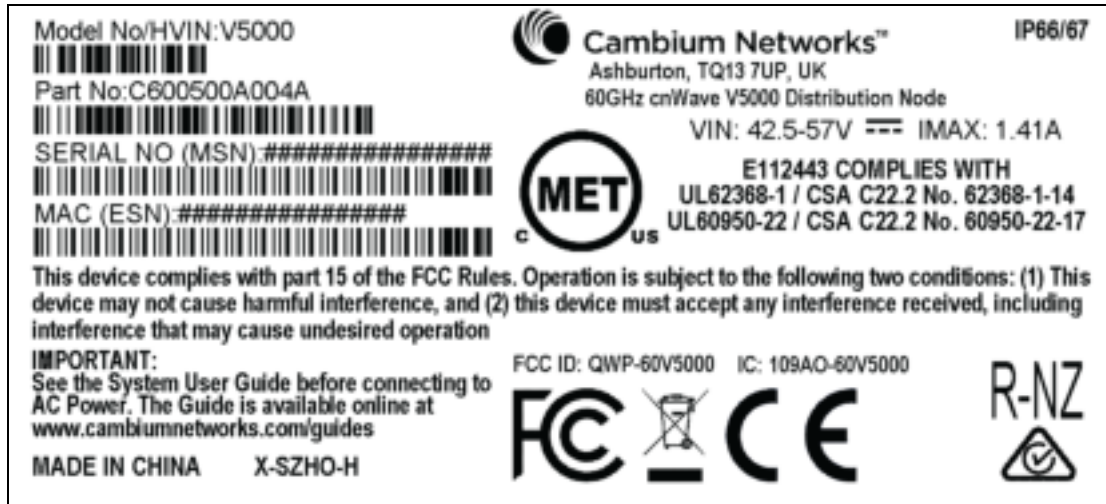 Model No/HVIN:V5000
Part No:C600500A004A
SERIAL NO (MSN):################
MAC (ESN):################
Cambium Networks™
IP66/67
Ashburton, TQ13 7UP, UK
60GHz cnWave V5000 Distribution Node
VIN: 42.5-57V IMAX: 1.41A
MET
C US
E112443 COMPLIES WITH
UL62368-1 / CSA C22.2 No. 62368-1-14
UL60950-22 / CSA C22.2 No. 60950-22-17
This device complies with part 15 of the FCC Rules. Operation is subject to the following two conditions: (1) This
device may not cause harmful interference, and (2) this device must accept any interference received, including
interference that may cause undesired operation
IMPORTANT:
See the System User Guide before connecting to
AC Power. The Guide is available online at
www.cambiumnetworks.com/guides
MADE IN CHINA X-SZHO-H
FCC ID: QWP-60V5000 IC: 109AO-60V5000
FC CE
R-NZ